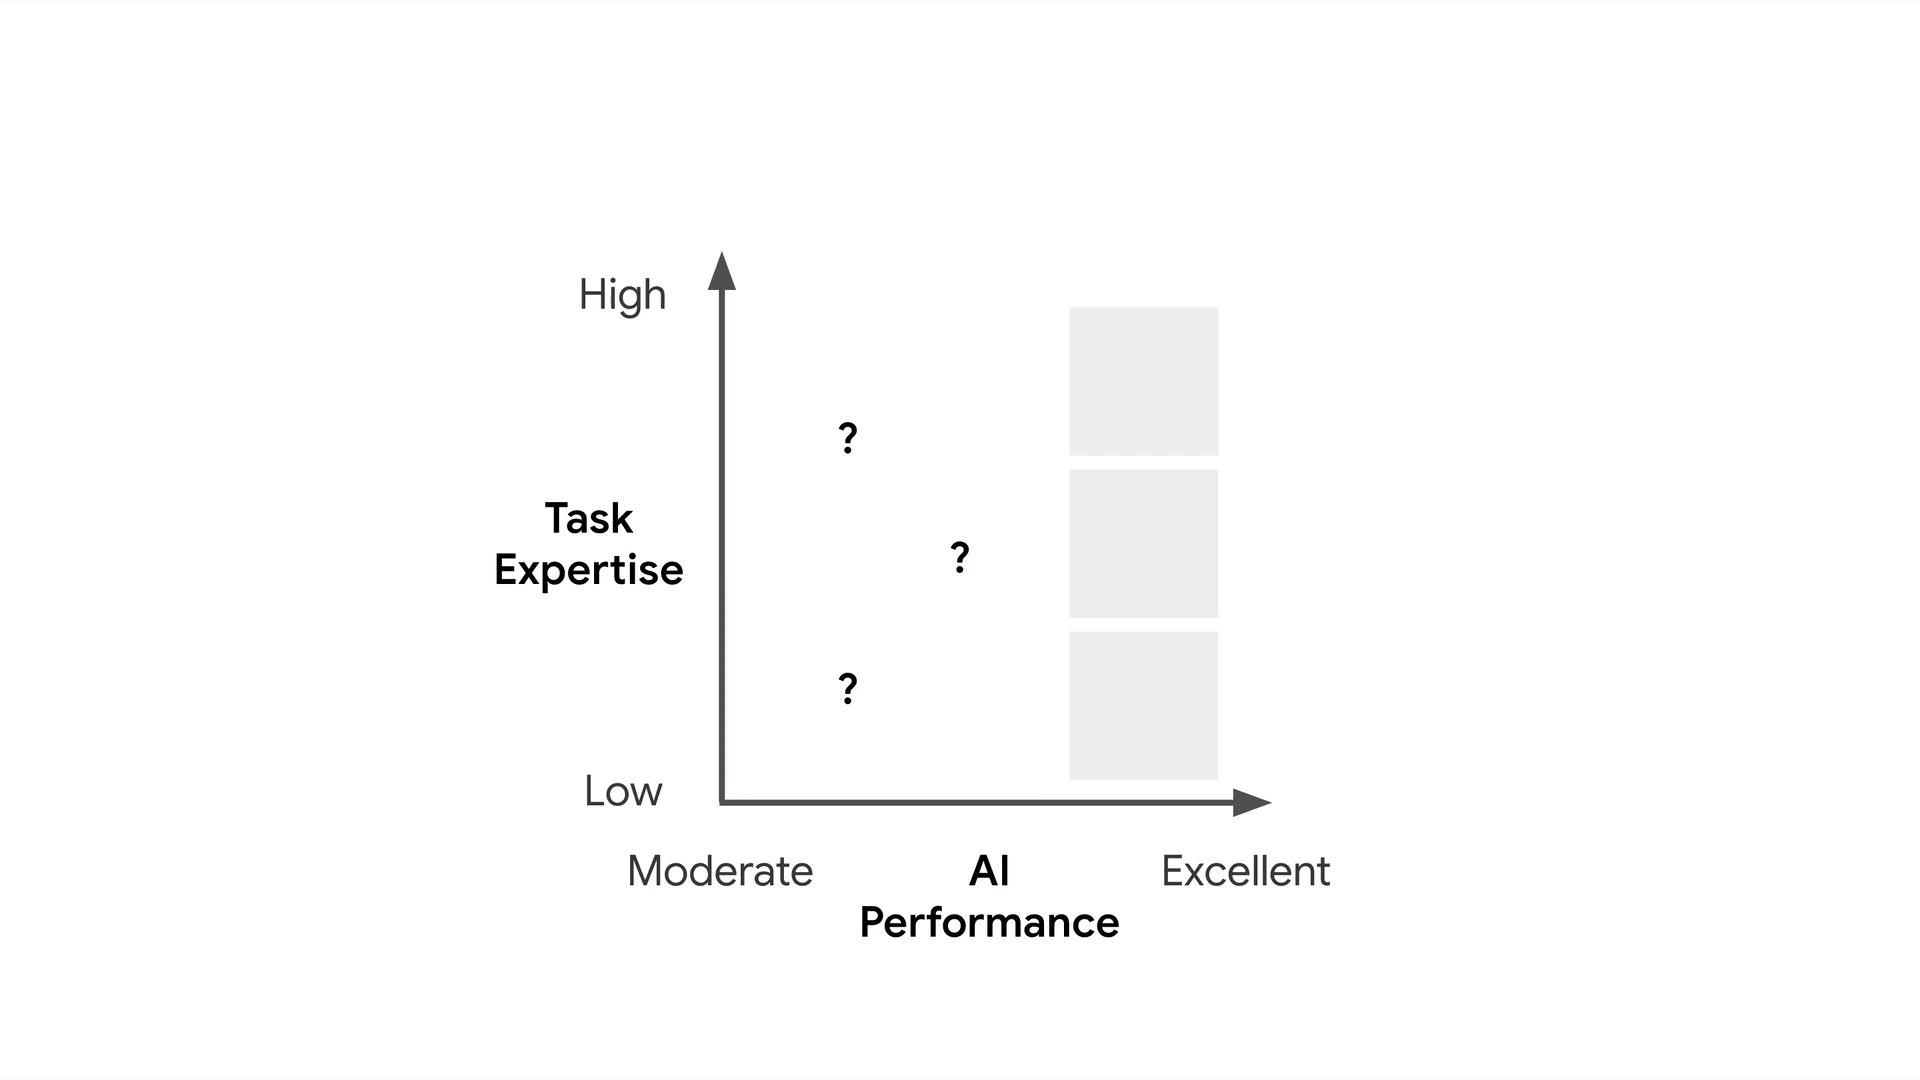 High
?
Task
Expertise
?
?
Low
Moderate
AI
Excellent
Performance